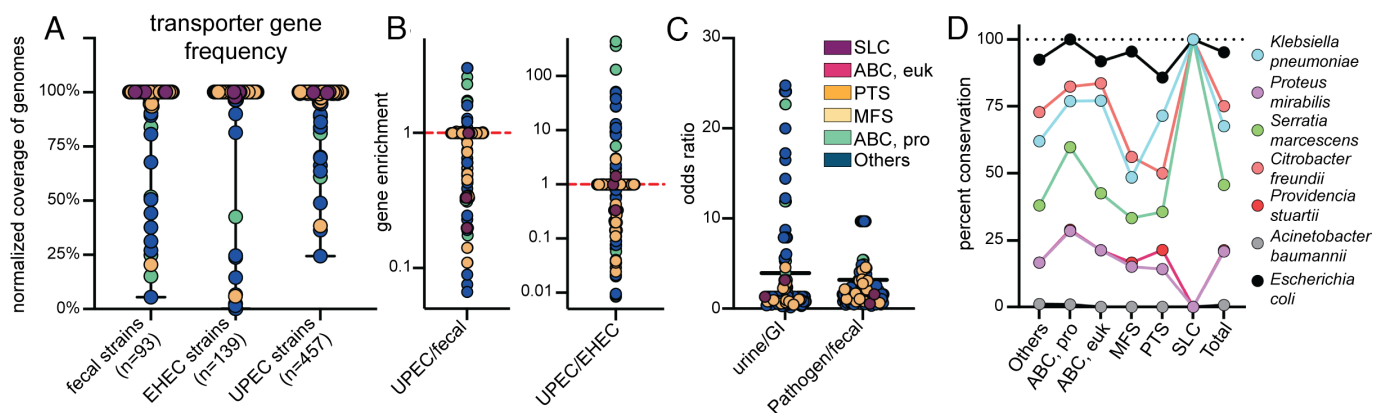 A
transporter gene
frequency
normalized coverage of genomes
100%
75%
50%
25%
0%
fecal strains
(n=93)
EHEC strains
(n=139)
UPEC strains
(n=457)
B
gene enrichment
1
0.1
UPEC/fecal
100
10
1
0.1
0.01
UPEC/EHEC
C
odds ratio
30
20
10
0
urine/GI
Pathogen/fecal
SLC
ABC, euk
PTS
MFS
ABC, pro
Others
D
percent conservation
100
75
50
25
0
Others
ABC, pro
ABC, euk
MFS
PTS
SLC
Total
Klebsiella
pneumoniae
Proteus
mirabilis
Serratia
marcescens
Citrobacter
freundii
Providencia
stuartii
Acinetobacter
baumannii
Escherichia
coli